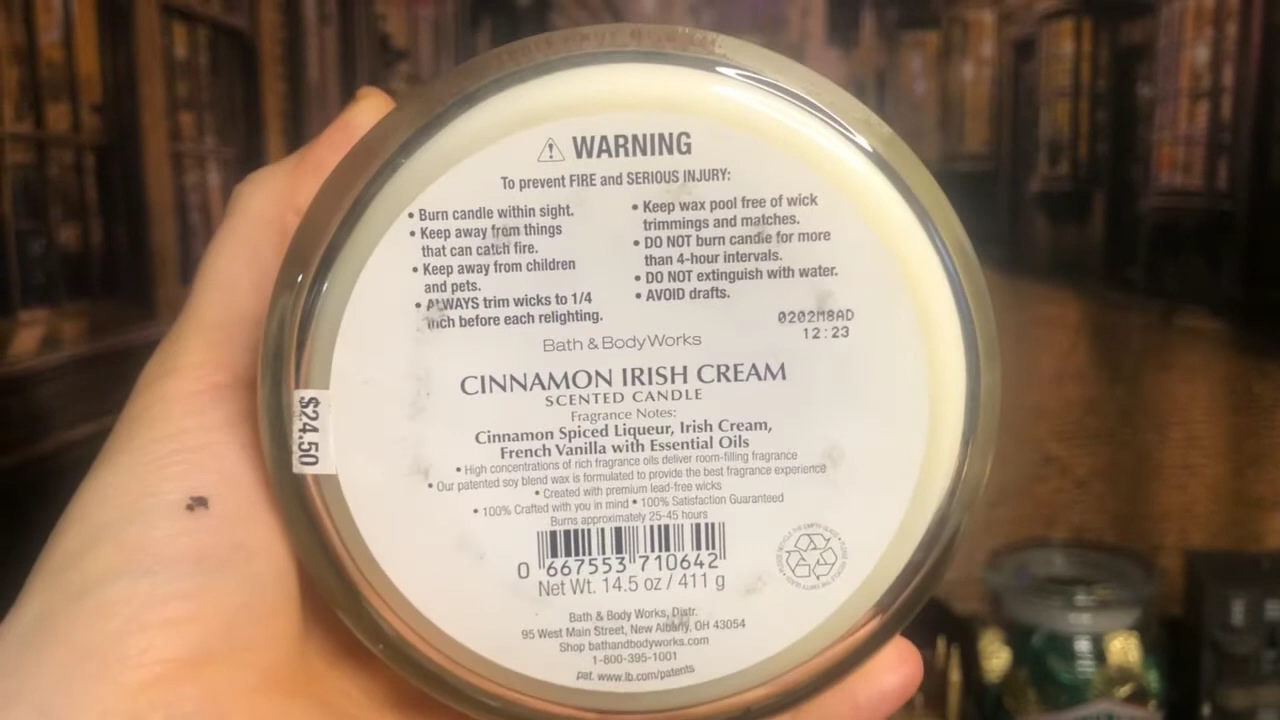 ⚠ WARNING
To prevent FIRE and SERIOUS INJURY:
• Burn candle within sight.
• Keep away from things
that can catch fire.
• Keep away from children
and pets.
• ALWAYS trim wicks to 1/4
inch before each relighting.
• Keep wax pool free of wick
trimmings and matches.
• DO NOT burn candle for more
than 4-hour intervals.
• DO NOT extinguish with water.
• AVOID drafts.
0202M8AD
12:23
Bath & Body Works
CINNAMON IRISH CREAM
SCENTED CANDLE
Fragrance Notes:
Cinnamon Spiced Liqueur, Irish Cream,
French Vanilla with Essential Oils
• High concentrations of rich fragrance oils deliver room-filling fragrance
• Our patented soy blend wax is formulated to provide the best fragrance experience
• Created with premium lead-free wicks
• 100% Crafted with you in mind • 100% Satisfaction Guaranteed
Burns approximately 25-45 hours
0 667553 710642
Net Wt. 14.5 oz / 411 g
Bath & Body Works, Distr.
95 West Main Street, New Albany, OH 43054
Shop bathandbodyworks.com
1-800-395-1001
pat. www.lb.com/patents
$24.50